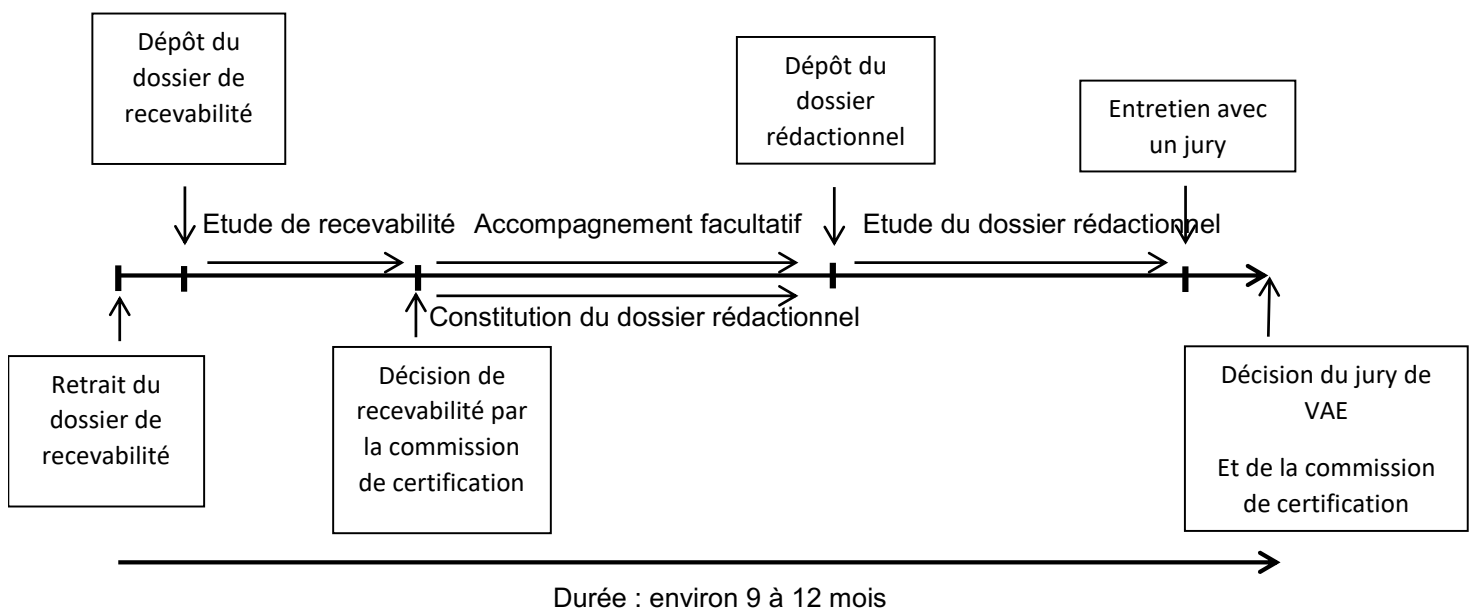 Dépôt du
dossier de
recevabilité
Dépôt du
dossier
rédactionnel
Entretien avec
un jury
Etude de recevabilité
Accompagnement facultatif
Etude du dossier rédactionnel
Constitution du dossier rédactionnel
Retrait du
dossier de
recevabilité
Décision de
recevabilité par
la commission
de certification
Décision du jury de
VAE
Et de la commission
de certification
Durée : environ 9 à 12 mois